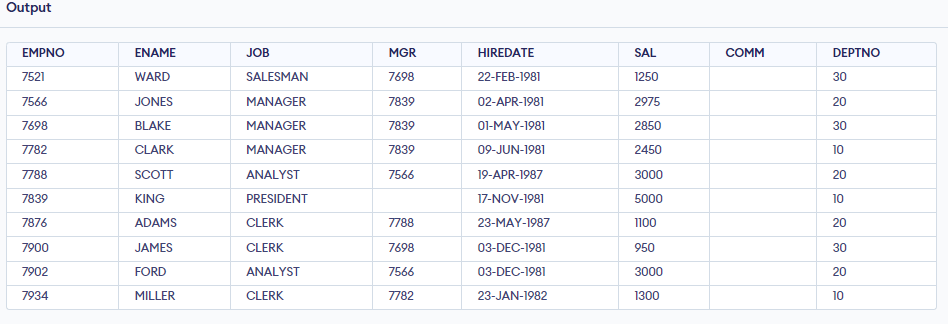 Output
EMPNO ENAME JOB MGR HIREDATE SAL COMM DEPTNO
7521 WARD SALESMAN 7698 22-FEB-1981 1250 30
7566 JONES MANAGER 7839 02-APR-1981 2975 20
7698 BLAKE MANAGER 7839 01-MAY-1981 2850 30
7782 CLARK MANAGER 7839 09-JUN-1981 2450 10
7788 SCOTT ANALYST 7566 19-APR-1987 3000 20
7839 KING PRESIDENT 17-NOV-1981 5000 10
7876 ADAMS CLERK 7788 23-MAY-1987 1100 20
7900 JAMES CLERK 7698 03-DEC-1981 950 30
7902 FORD ANALYST 7566 03-DEC-1981 3000 20
7934 MILLER CLERK 7782 23-JAN-1982 1300 10